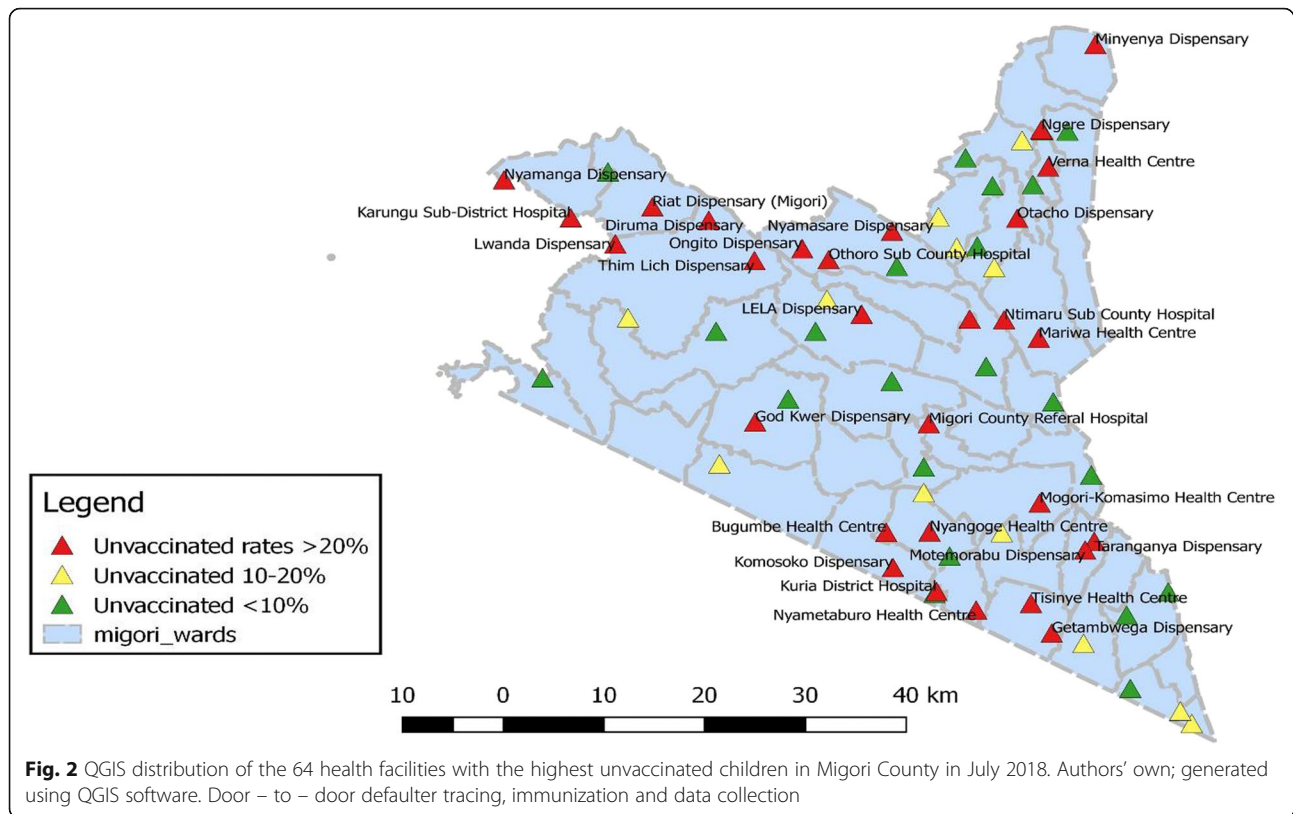 Minyenya Dispensary
Ngere Dispensary
Verna Health Centre
Nyamanga Dispensary
Riat Dispensary (Migori)
Karungu Sub-District Hospital
Otacho Dispensary
Diruma Dispensary
Nyamasare Dispensary
Lwanda Dispensary
Ongito Dispensary
Othoro Sub County Hospital
Thim Lich Dispensary
LELA Dispensary
Ntimaru Sub County Hospital
Mariwa Health Centre
God Kwer Dispensary
Migori County Referal Hospital
Mogori-Komasimo Health Centre
Bugumbe Health Centre
Nyangoge Health Centre
Taranganya Dispensary
Motemorabu Dispensary
Komosoko Dispensary
Kuria District Hospital
Tisinye Health Centre
Nyametaburo Health Centre
Getambwega Dispensary
Legend
Unvaccinated rates >20%
Unvaccinated 10-20%
Unvaccinated <10%
migori_wards
10 0 10 20 30 40 km
Fig. 2 QGIS distribution of the 64 health facilities with the highest unvaccinated children in Migori County in July 2018. Authors' own; generated
using QGIS software. Door – to – door defaulter tracing, immunization and data collection